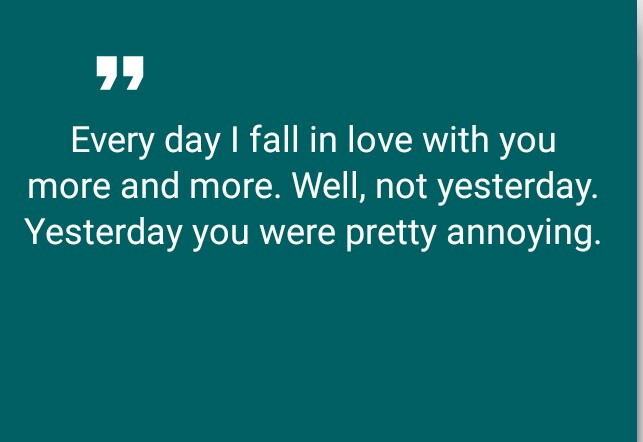 ”
Every day I fall in love with you
more and more. Well, not yesterday.
Yesterday you were pretty annoying.